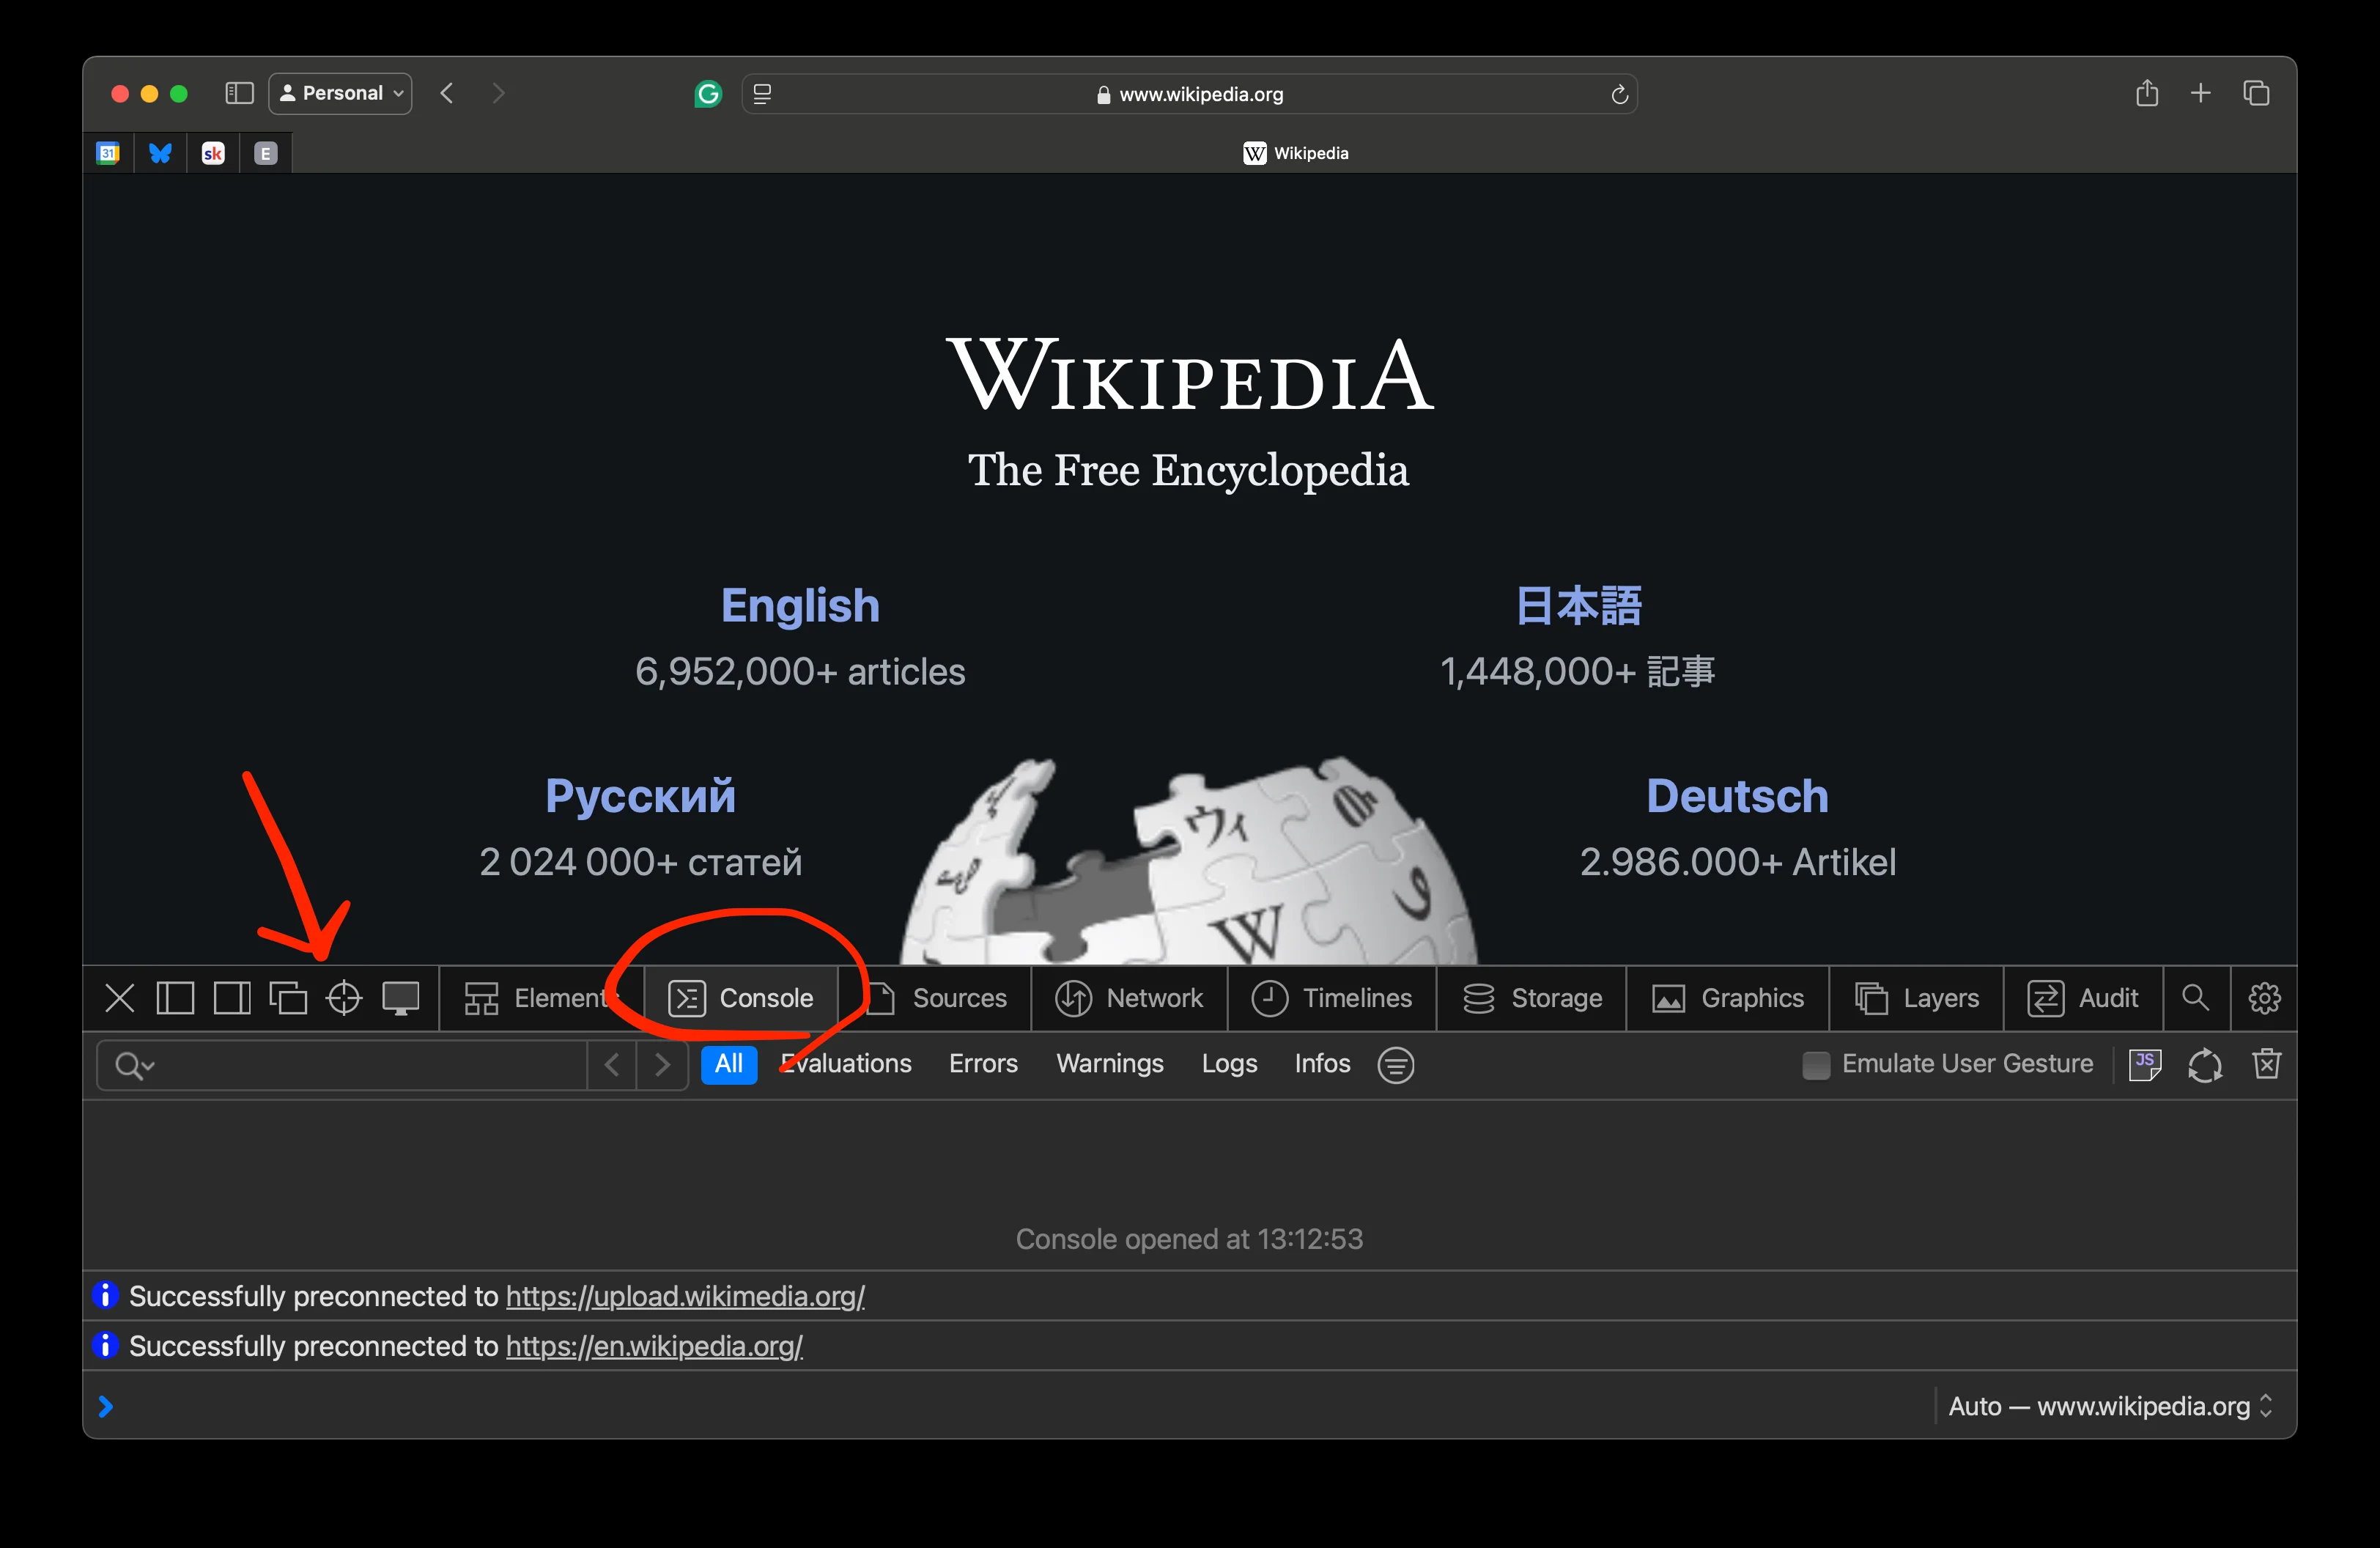 Personal
www.wikipedia.org
31
sk
E
W Wikipedia
WIKIPEDIA
The Free Encyclopedia
English
6,952,000+ articles
日本語
1,448,000+ 記事
Русский
2 024 000+ статей
Deutsch
2.986.000+ Artikel
ウィ
W
Elements Console Sources Network Timelines Storage Graphics Layers Audit
All Evaluations Errors Warnings Logs Infos Emulate User Gesture JS
Console opened at 13:12:53
Successfully preconnected to https://upload.wikimedia.org/
Successfully preconnected to https://en.wikipedia.org/
Auto — www.wikipedia.org